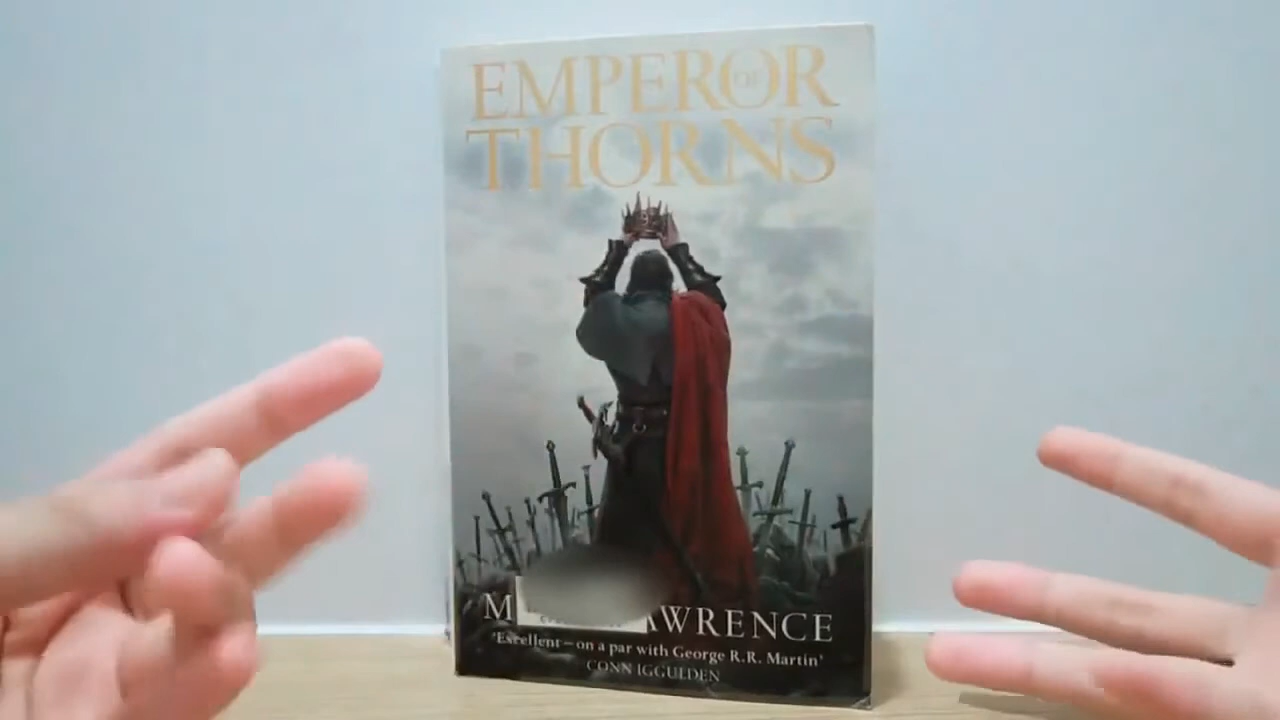 EMPEROR
OF
THORNS
M AWRENCE
'Excellent – on a par with George R.R. Martin'
CONN IGGULDEN